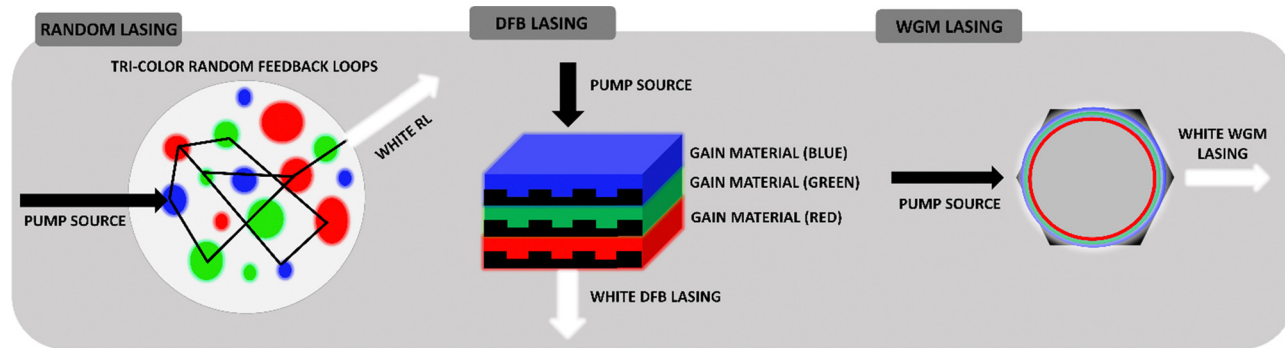 RANDOM LASING
TRI-COLOR RANDOM FEEDBACK LOOPS
WHITE RL
PUMP SOURCE
DFB LASING
PUMP SOURCE
GAIN MATERIAL (BLUE)
GAIN MATERIAL (GREEN)
GAIN MATERIAL (RED)
WHITE DFB LASING
WGM LASING
PUMP SOURCE
WHITE WGM
LASING